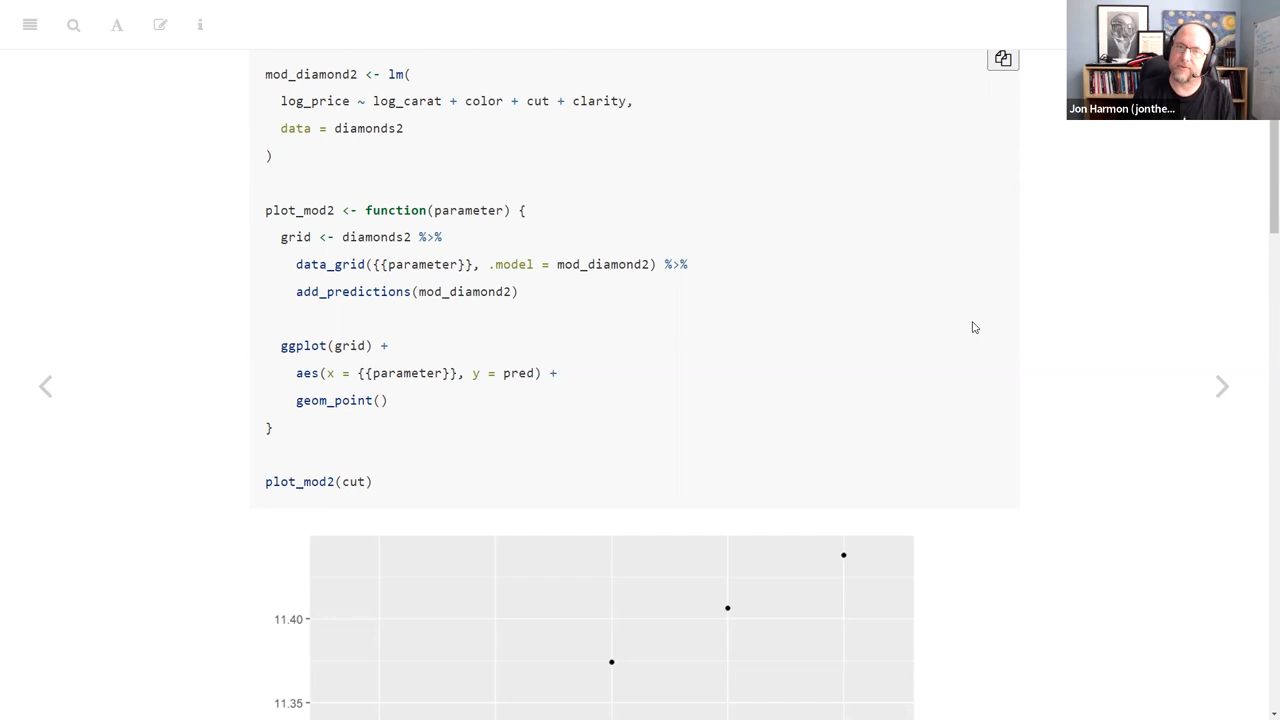 mod_diamond2 <- lm(
log_price ~ log_carat + color + cut + clarity,
data = diamonds2
)
plot_mod2 <- function(parameter) {
grid <- diamonds2 %>%
data_grid({{parameter}}, .model = mod_diamond2) %>%
add_predictions(mod_diamond2)
ggplot(grid) +
aes(x = {{parameter}}, y = pred) +
geom_point()
}
plot_mod2(cut)
11.40
11.35
Jon Harmon (jonthe...